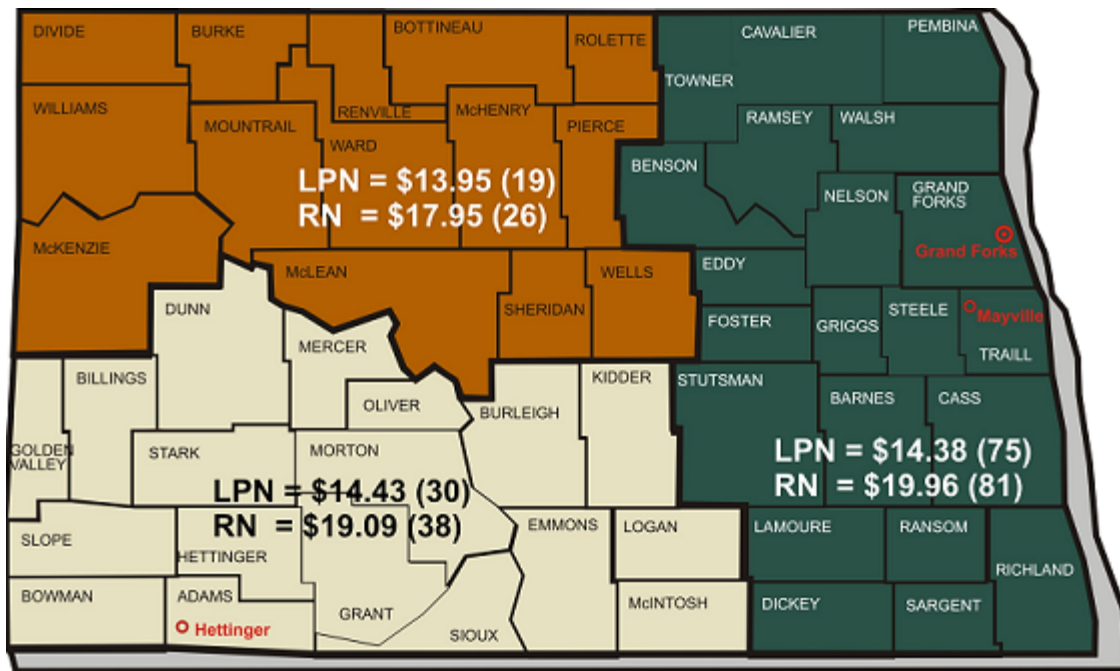 DIVIDE
BURKE
BOTTINEAU
ROLETTE
CAVALIER
PEMBINA
TOWNER
WILLIAMS
MOUNTRAIL
RENVILLE
McHENRY
PIERCE
WARD
RAMSEY
WALSH
BENSON
NELSON
GRAND
FORKS
Grand Forks
LPN = $13.95 (19)
RN = $17.95 (26)
McKENZIE
McLEAN
WELLS
SHERIDAN
EDDY
FOSTER
GRIGGS
STEELE
Mayville
TRAILL
DUNN
MERCER
OLIVER
BILLINGS
GOLDEN
VALLEY
STARK
MORTON
BURLEIGH
KIDDER
STUTSMAN
BARNES
CASS
LPN = $14.38 (75)
RN = $19.96 (81)
LPN = $14.43 (30)
RN = $19.09 (38)
SLOPE
HETTINGER
EMMONS
LOGAN
LAMOURE
RANSOM
RICHLAND
BOWMAN
ADAMS
Hettinger
GRANT
SIOUX
McINTOSH
DICKEY
SARGENT